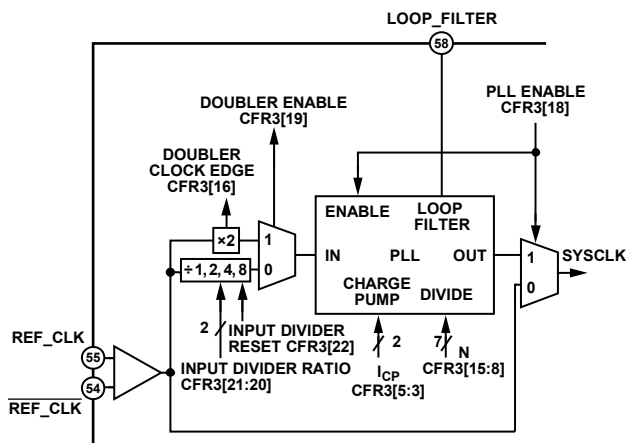 LOOP_FILTER
58
DOUBLER ENABLE
CFR3[19]
PLL ENABLE
CFR3[18]
DOUBLER
CLOCK EDGE
CFR3[16]
ENABLE
LOOP
FILTER
×2
1
÷ 1, 2, 4, 8
0
IN
PLL
OUT
1
0
SYSCLK
CHARGE
PUMP
DIVIDE
2
INPUT DIVIDER
RESET CFR3[22]
2
7
N
CFR3[15:8]
REF_CLK
55
INPUT DIVIDER RATIO
CFR3[21:20]
ICP
CFR3[5:3]
54
REF_CLK